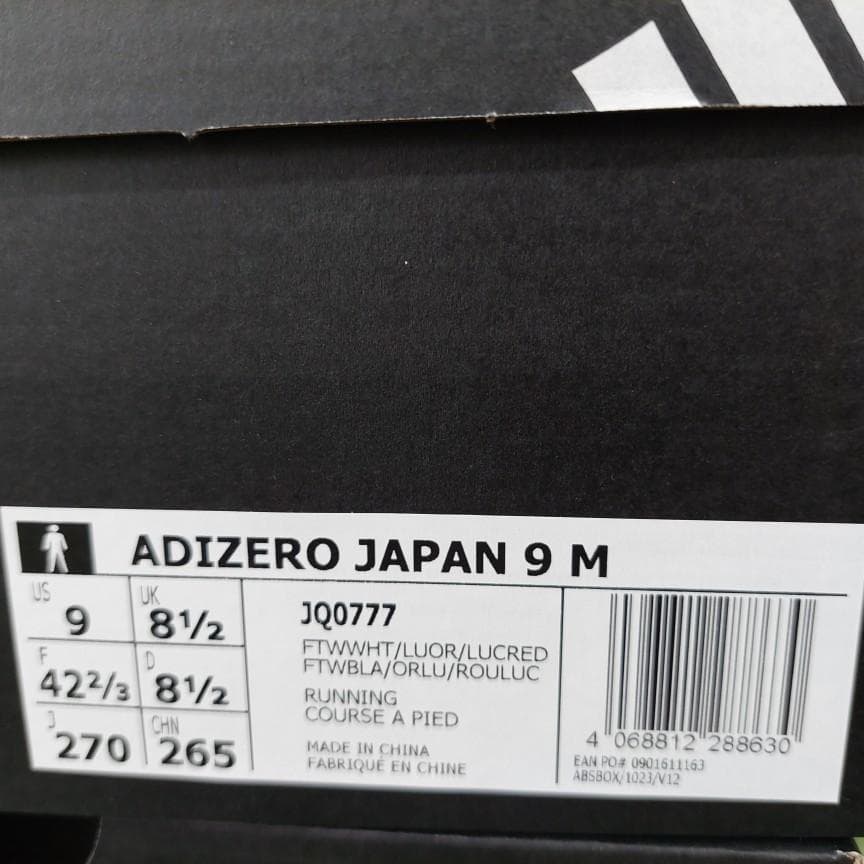 ADIZERO JAPAN 9 M
US 9 UK 8½
F 42⅔ D 8½
J 270 CHN 265
JQ0777
FTWWHT/LUOR/LUCRED
FTWBLA/ORLU/ROULUC
RUNNING
COURSE A PIED
MADE IN CHINA
FABRIQUÉ EN CHINE
4 068812 288630
EAN PO# 0901611163
ABSBOX/1023/V12